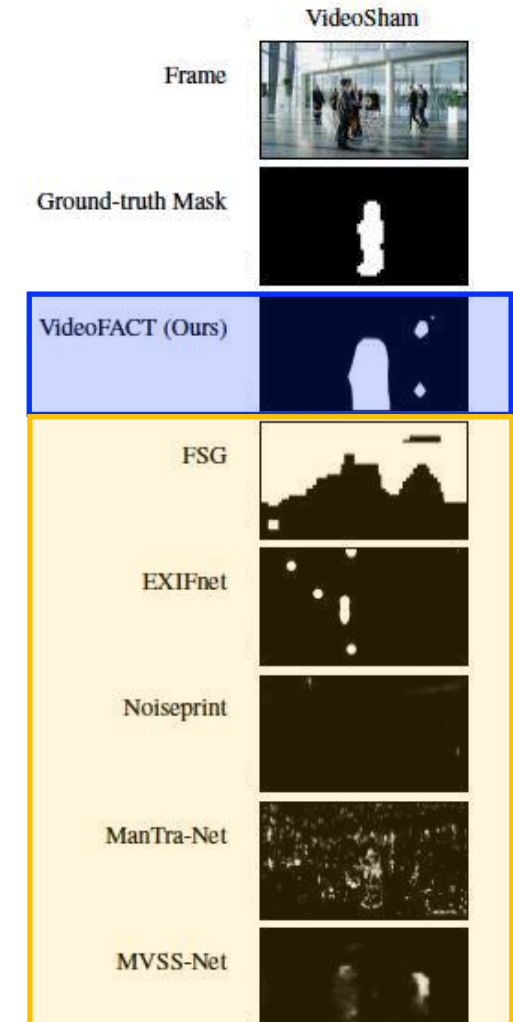 VideoSham
Frame
Ground-truth Mask
VideoFACT (Ours)
FSG
EXIFnet
Noiseprint
ManTra-Net
MVSS-Net